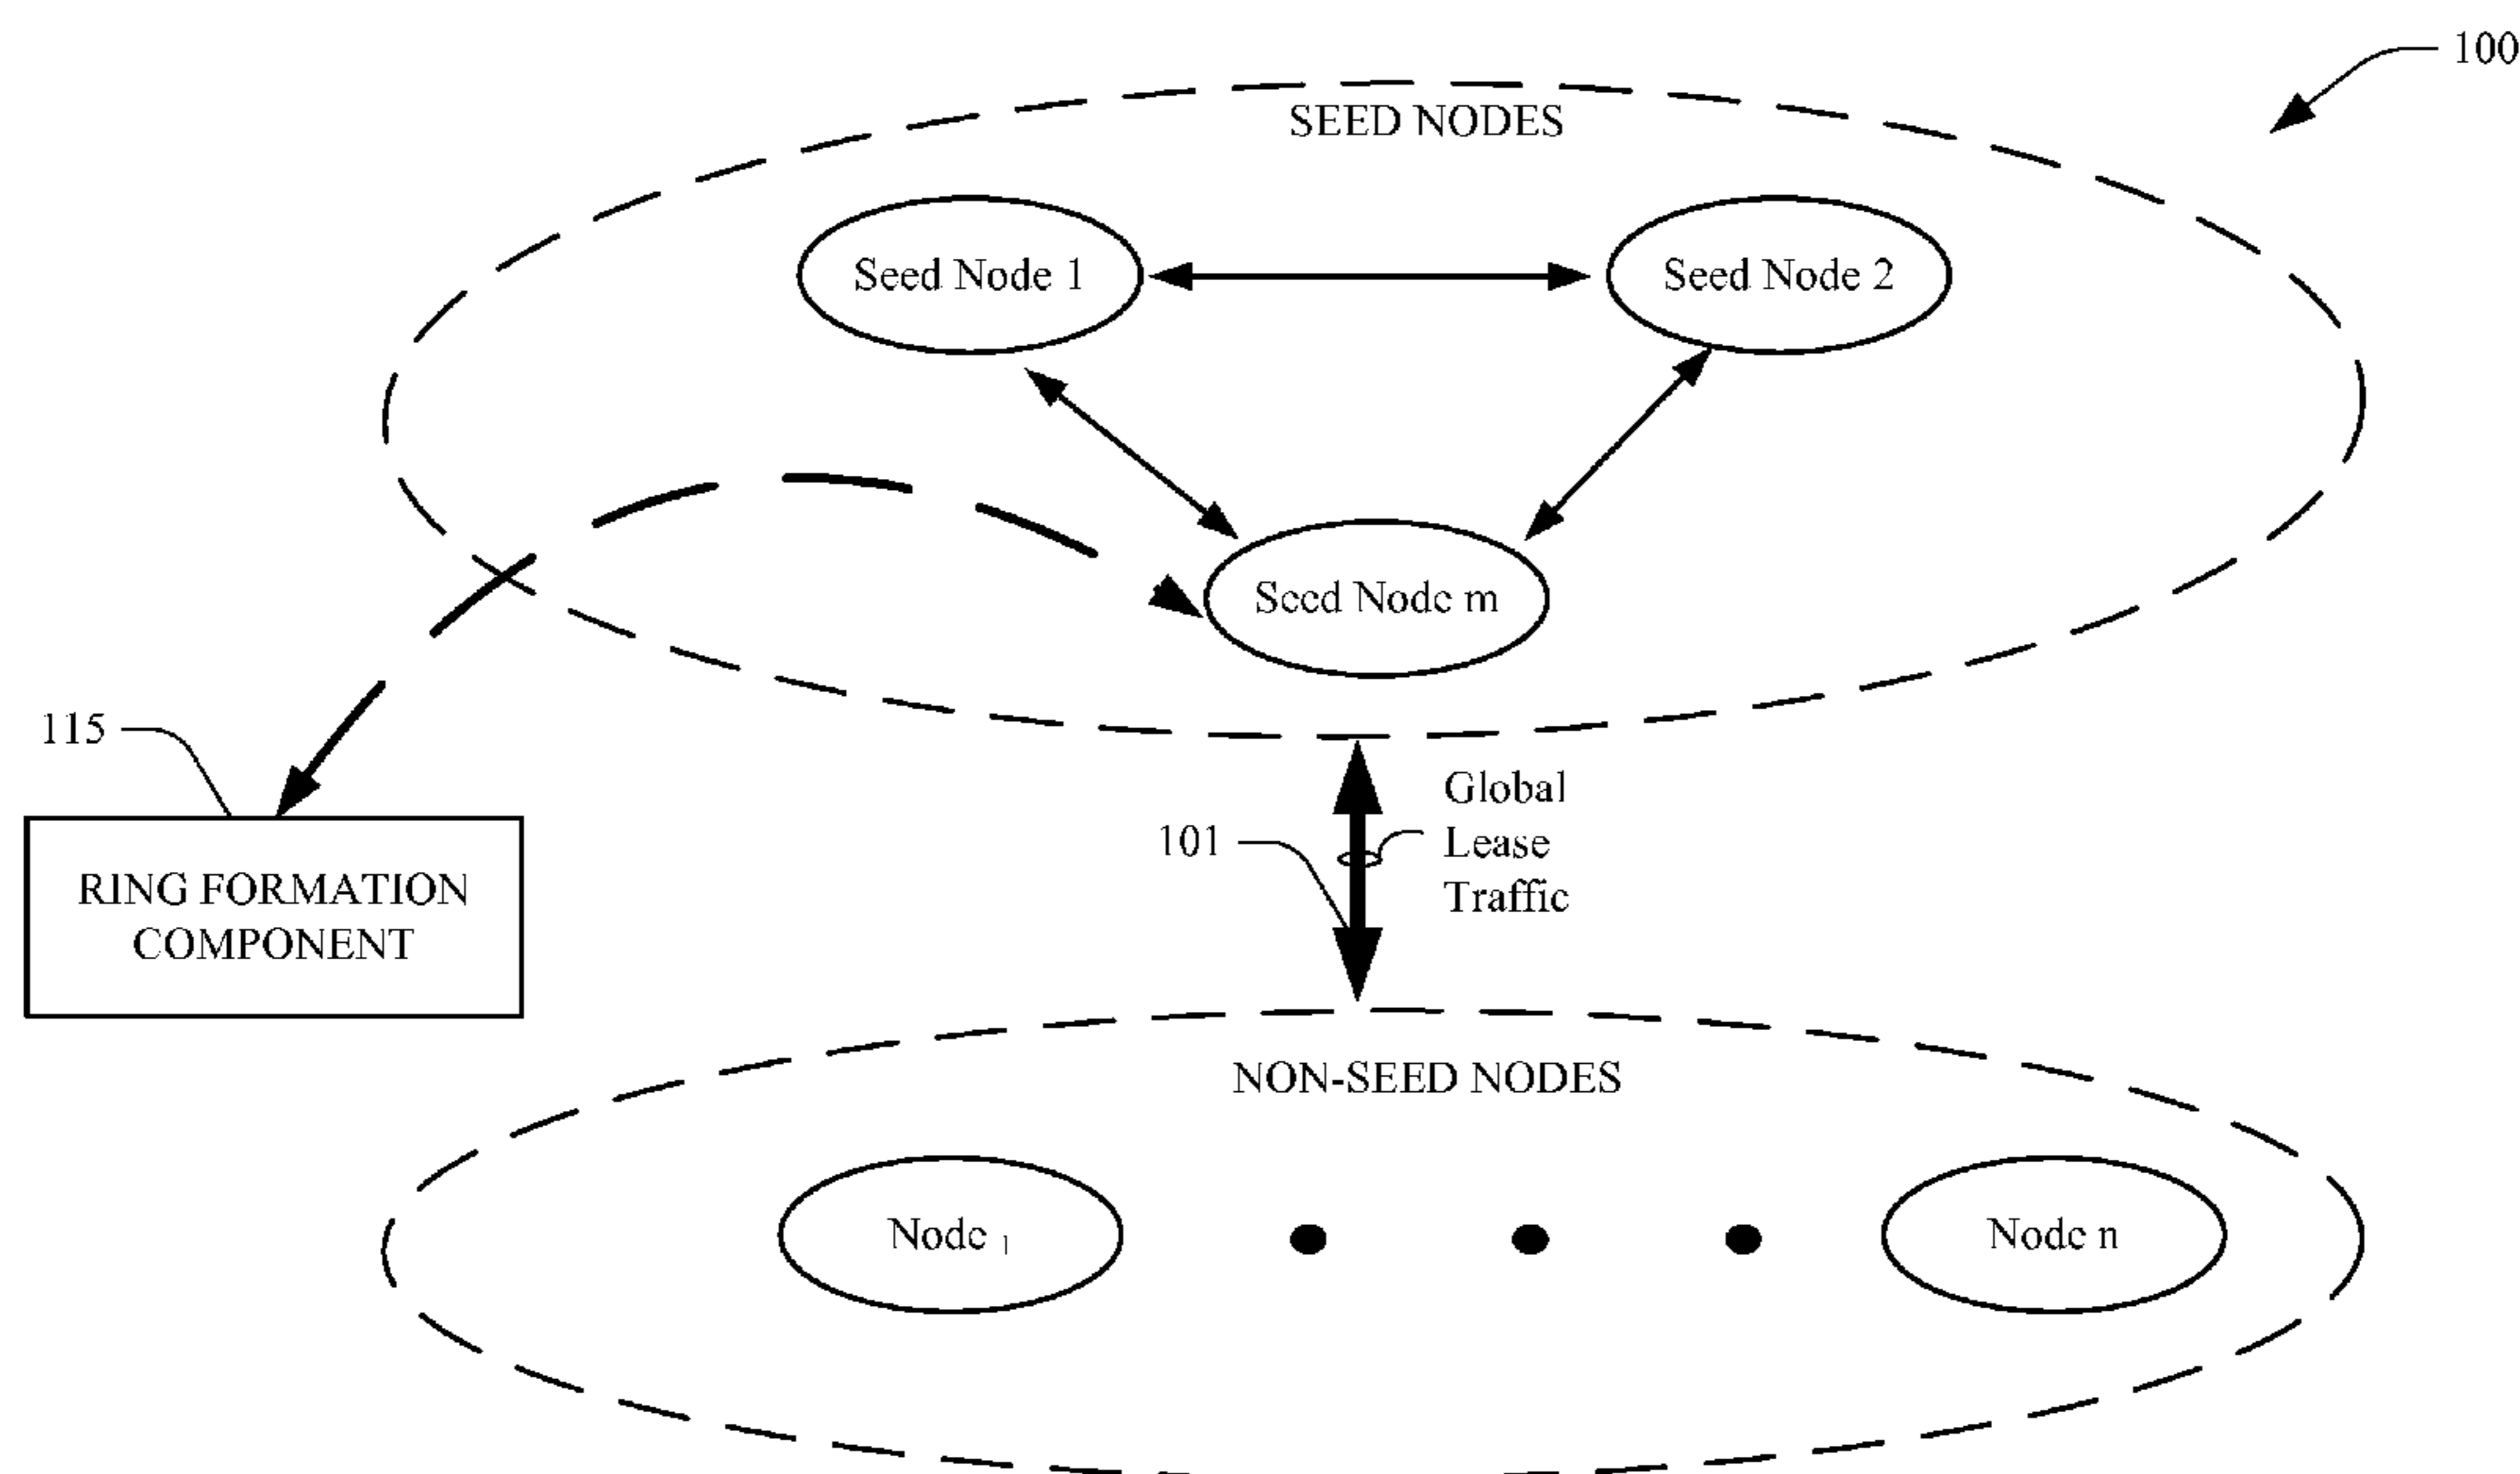 100
SEED NODES
Seed Node 1
Seed Node 2
Seed Node m
115
RING FORMATION
COMPONENT
101
Global
Lease
Traffic
NON-SEED NODES
Node 1
Node n